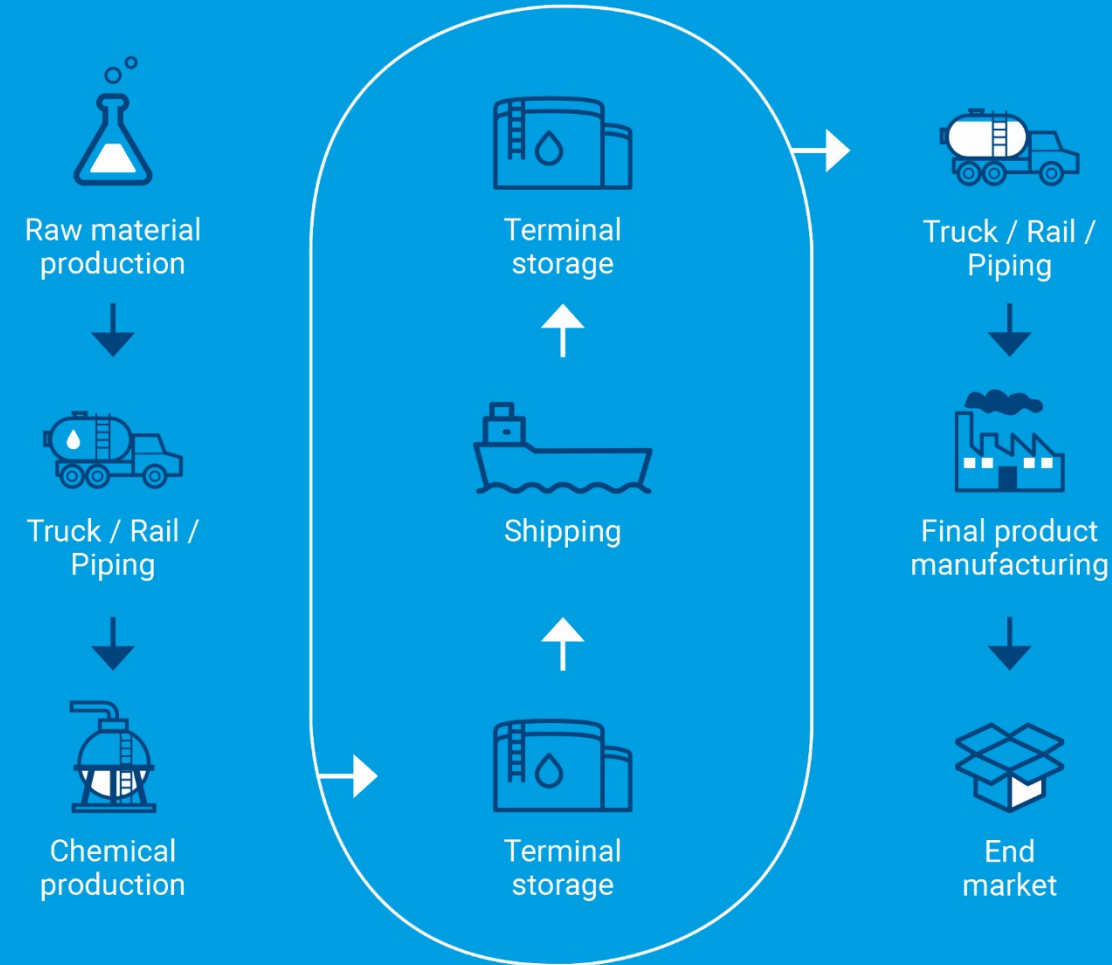 Raw material
production
Truck / Rail /
Piping
Chemical
production
Terminal
storage
Shipping
Terminal
storage
Truck / Rail /
Piping
Final product
manufacturing
End
market